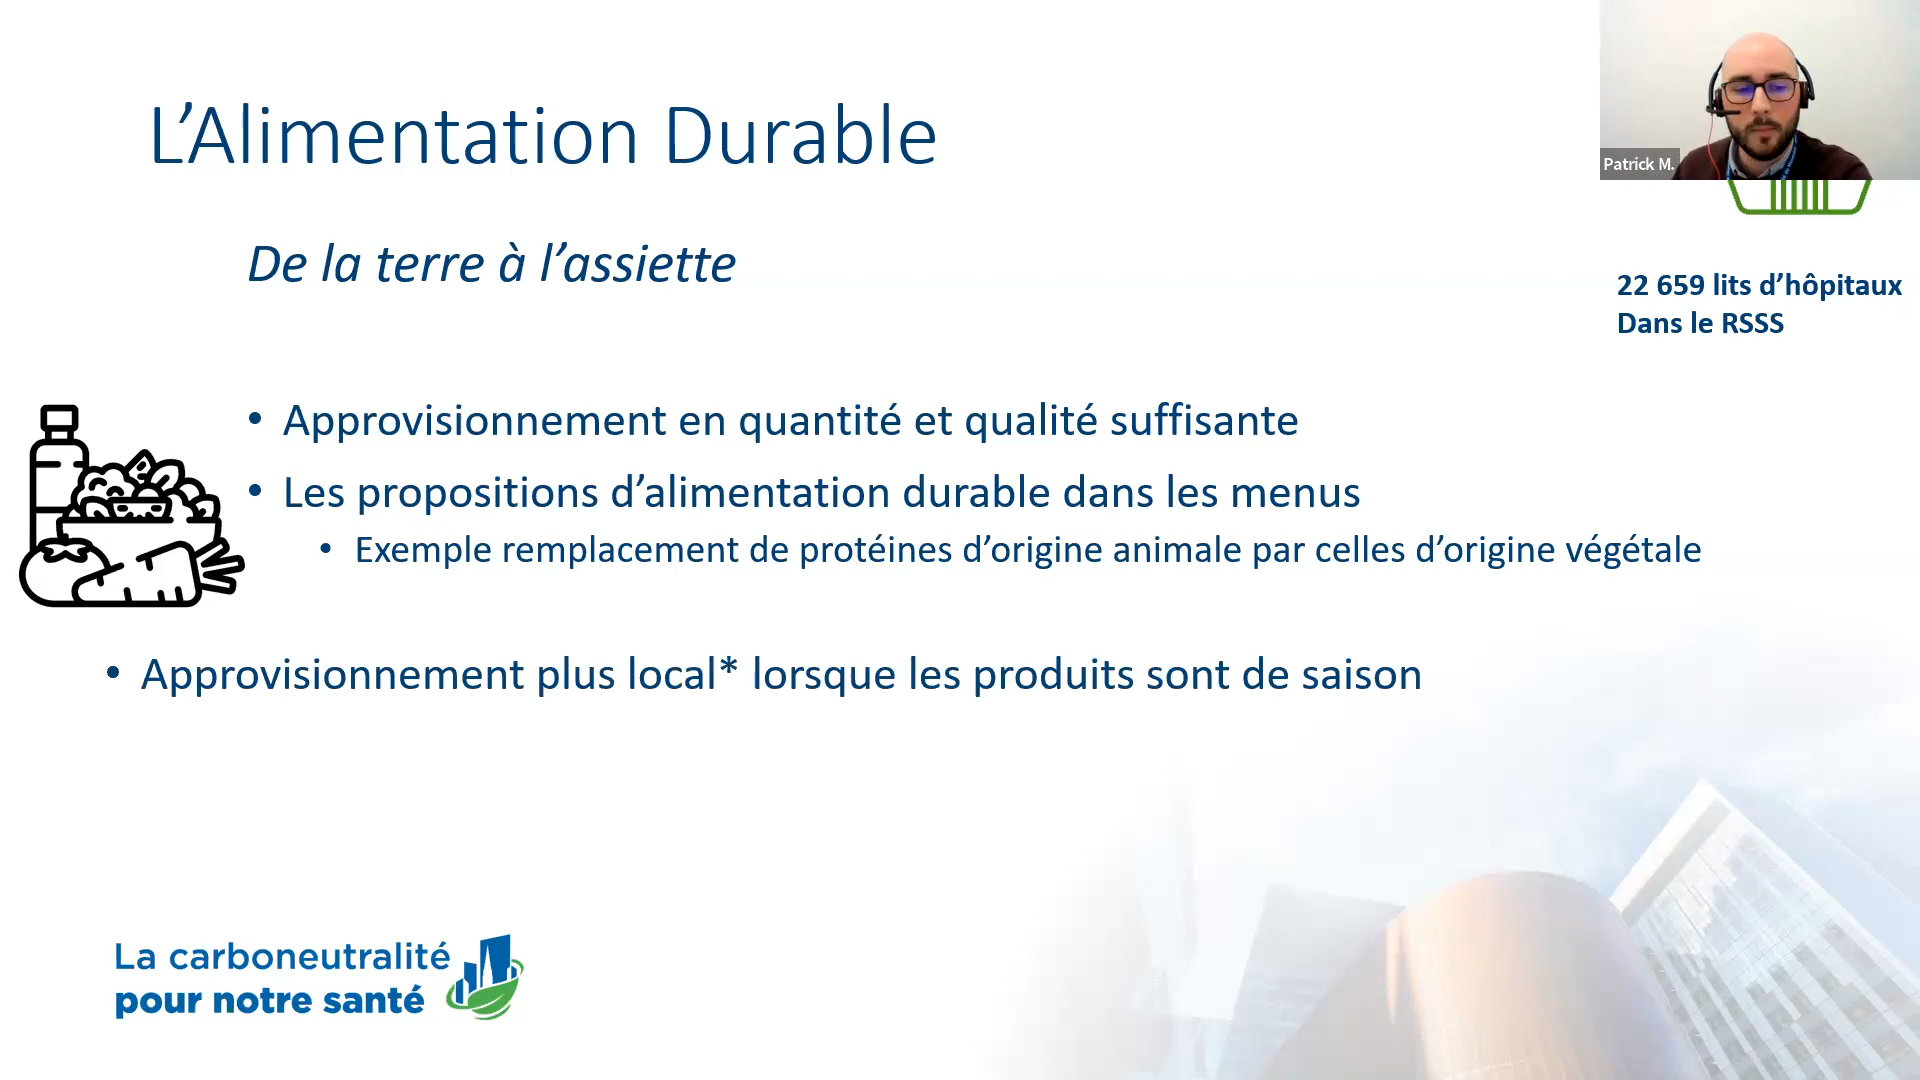 L’Alimentation Durable
Patrick M.
De la terre à l’assiette
22 659 lits d’hôpitaux
Dans le RSSS
• Approvisionnement en quantité et qualité suffisante
• Les propositions d’alimentation durable dans les menus
• Exemple remplacement de protéines d’origine animale par celles d’origine végétale
• Approvisionnement plus local* lorsque les produits sont de saison
La carboneutralité
pour notre santé